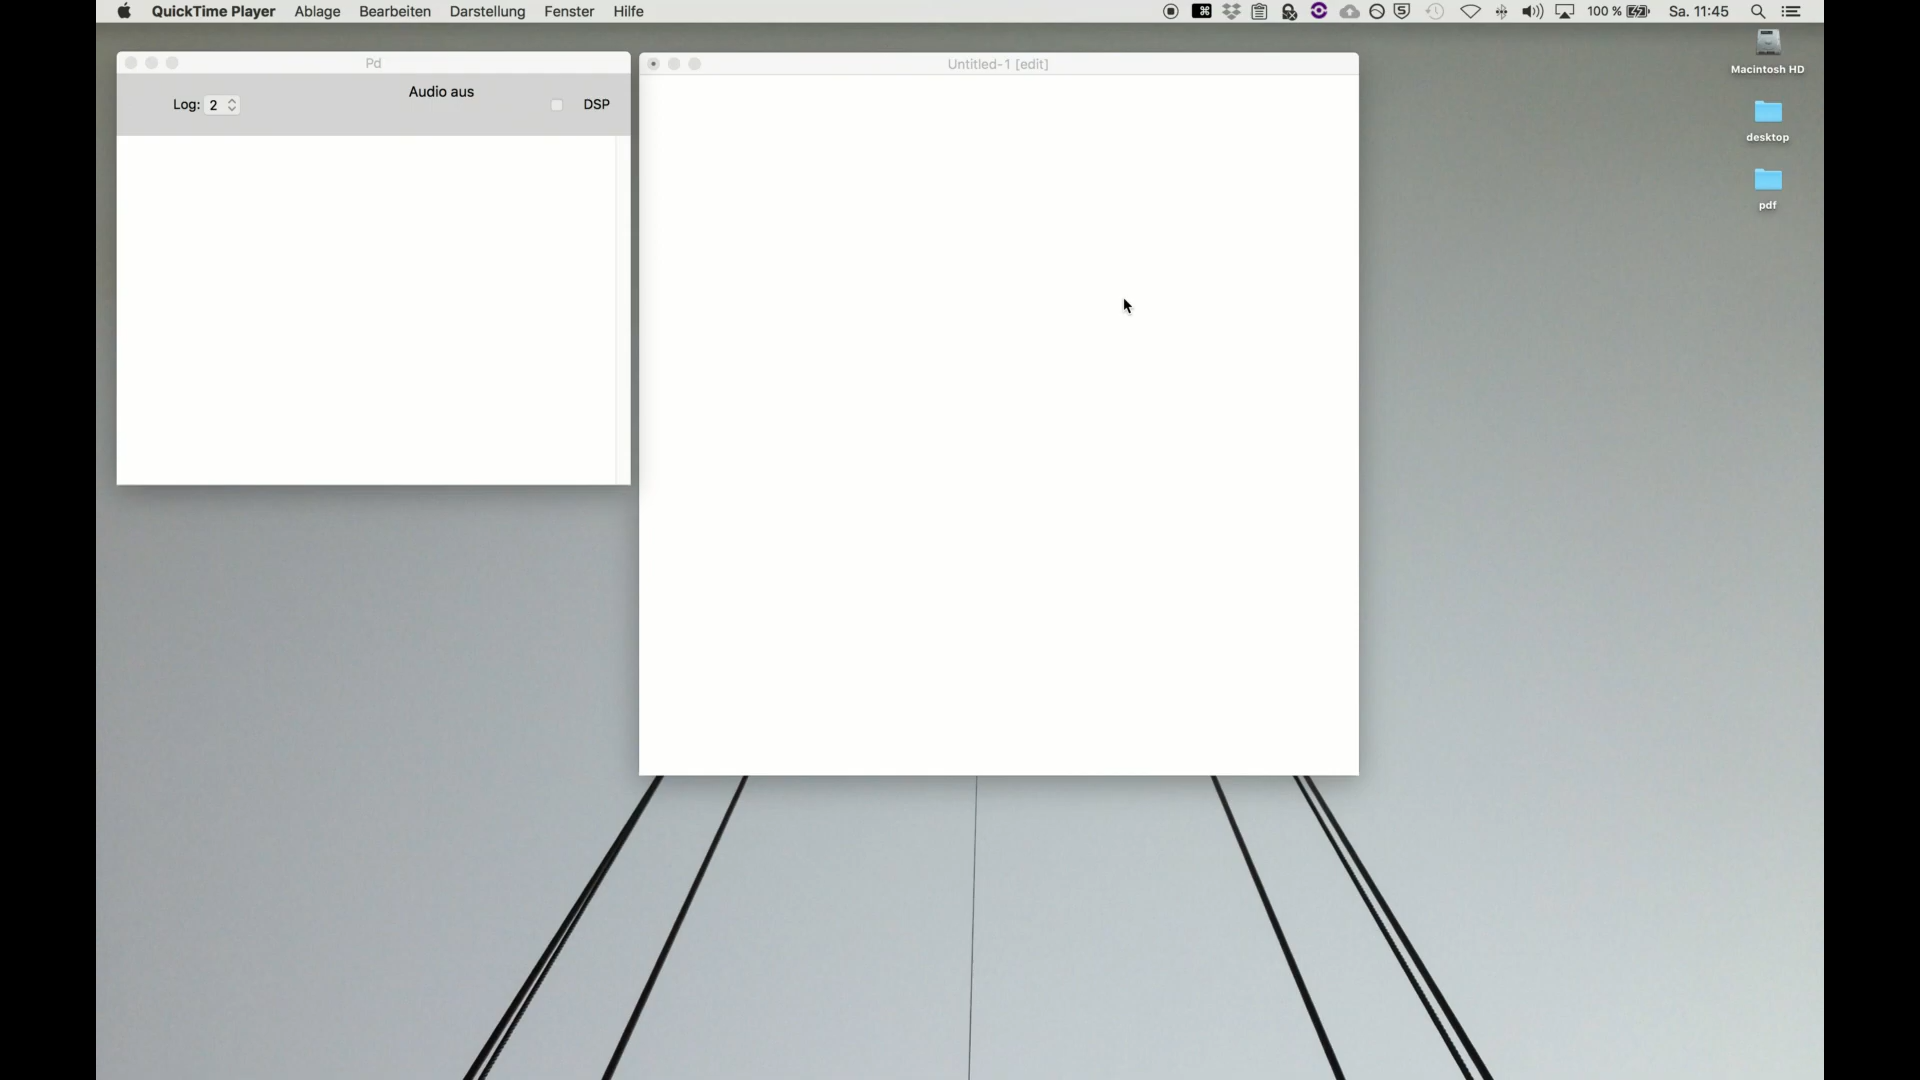 QuickTime Player Ablage Bearbeiten Darstellung Fenster Hilfe 100 % Sa. 11:45
Pd
Audio aus
Log: 2 DSP
Untitled-1 [edit]
Macintosh HD
desktop
pdf